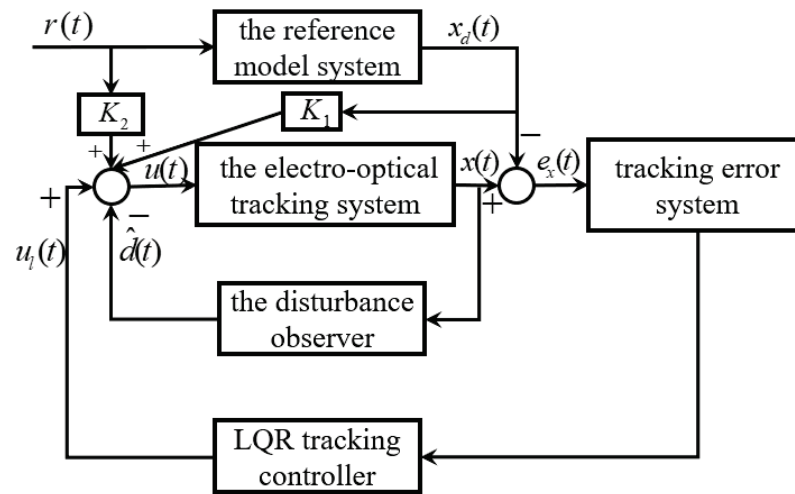 r(t)
the reference
model system
x_d(t)
K_2
K_1
+
+
−
u(t)
the electro-optical
tracking system
x(t)
e_x(t)
tracking error
system
+
−
+
u_l(t)
d̂(t)
the disturbance
observer
LQR tracking
controller